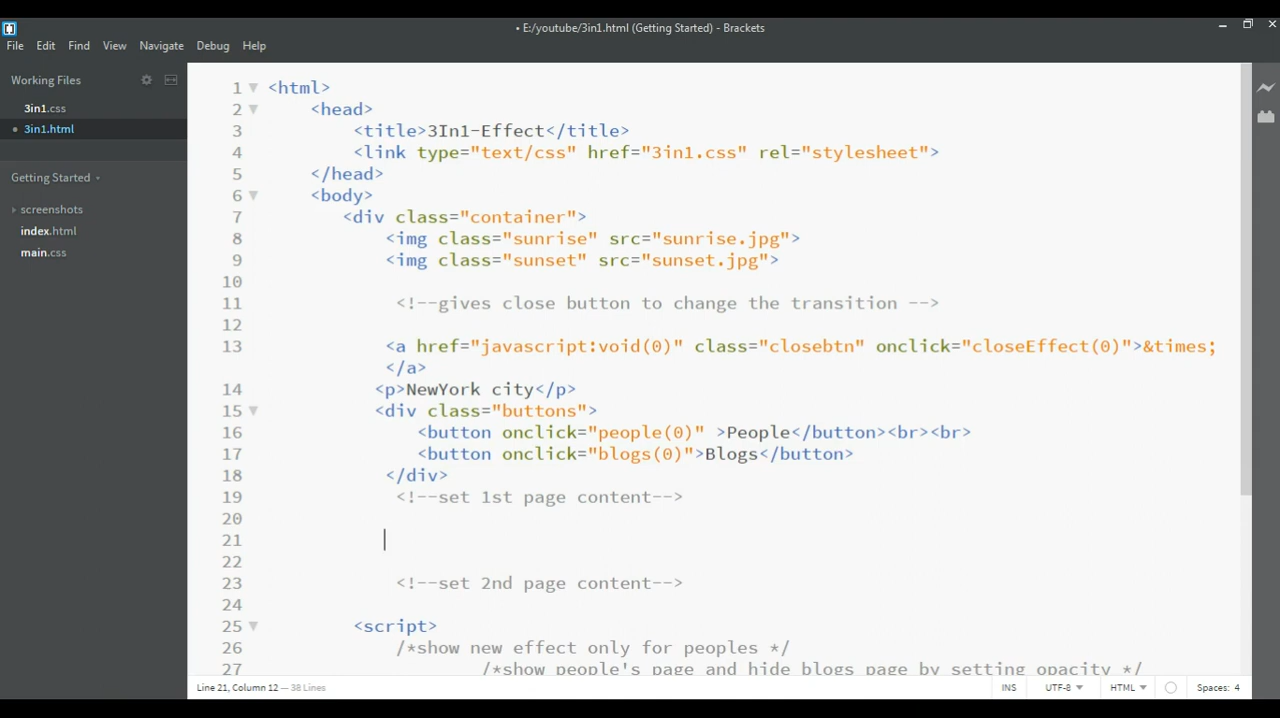 • E:/youtube/3in1.html (Getting Started) - Brackets
File Edit Find View Navigate Debug Help
Working Files
3in1.css
3in1.html
Getting Started
screenshots
index.html
main.css
1 <html>
2 <head>
3 <title>3In1-Effect</title>
4 <link type="text/css" href="3in1.css" rel="stylesheet">
5 </head>
6 <body>
7 <div class="container">
8 <img class="sunrise" src="sunrise.jpg">
9 <img class="sunset" src="sunset.jpg">
10
11 <!--gives close button to change the transition -->
12
13 <a href="javascript:void(0)" class="closebtn" onclick="closeEffect(0)">&times;
</a>
14 <p>NewYork city</p>
15 <div class="buttons">
16 <button onclick="people(0)" >People</button><br><br>
17 <button onclick="blogs(0)">Blogs</button>
18 </div>
19 <!--set 1st page content-->
20
21
22
23 <!--set 2nd page content-->
24
25 <script>
26 /*show new effect only for peoples */
27 /*show people's page and hide blogs page by setting opacity */
Line 21, Column 12 — 38 Lines
INS UTF-8 HTML Spaces: 4